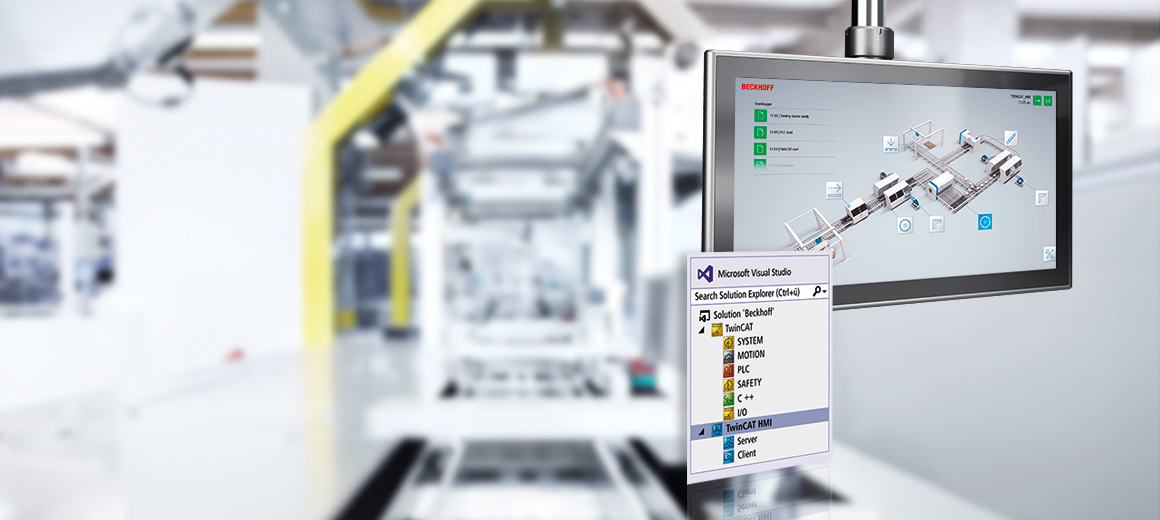 BECKHOFF
TwinCAT_HMI
Microsoft Visual Studio
Search Solution Explorer (Ctrl+ü)
Solution 'Beckhoff'
TwinCAT
SYSTEM
MOTION
PLC
SAFETY
C ++
I/O
TwinCAT HMI
Server
Client